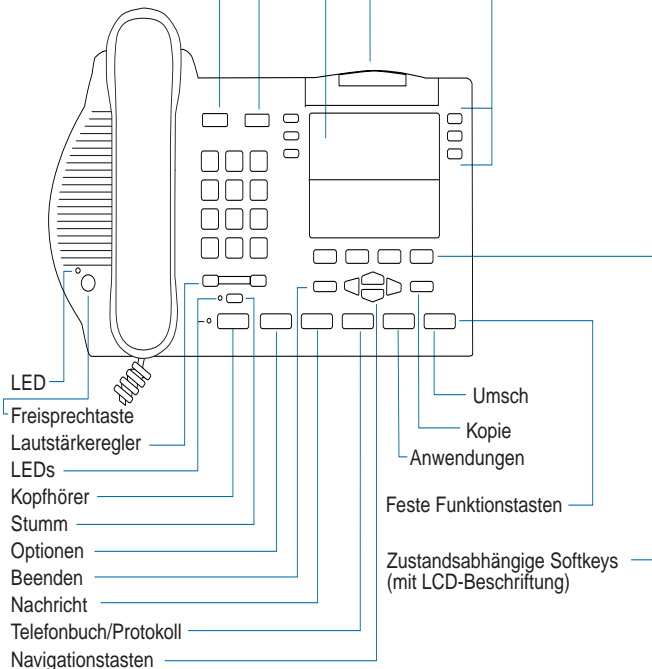 LED
Freisprechtaste
Lautstärkeregler
LEDs
Kopfhörer
Stumm
Optionen
Beenden
Nachricht
Telefonbuch/Protokoll
Navigationstasten
Umsch
Kopie
Anwendungen
Feste Funktionstasten
Zustandsabhängige Softkeys
(mit LCD-Beschriftung)